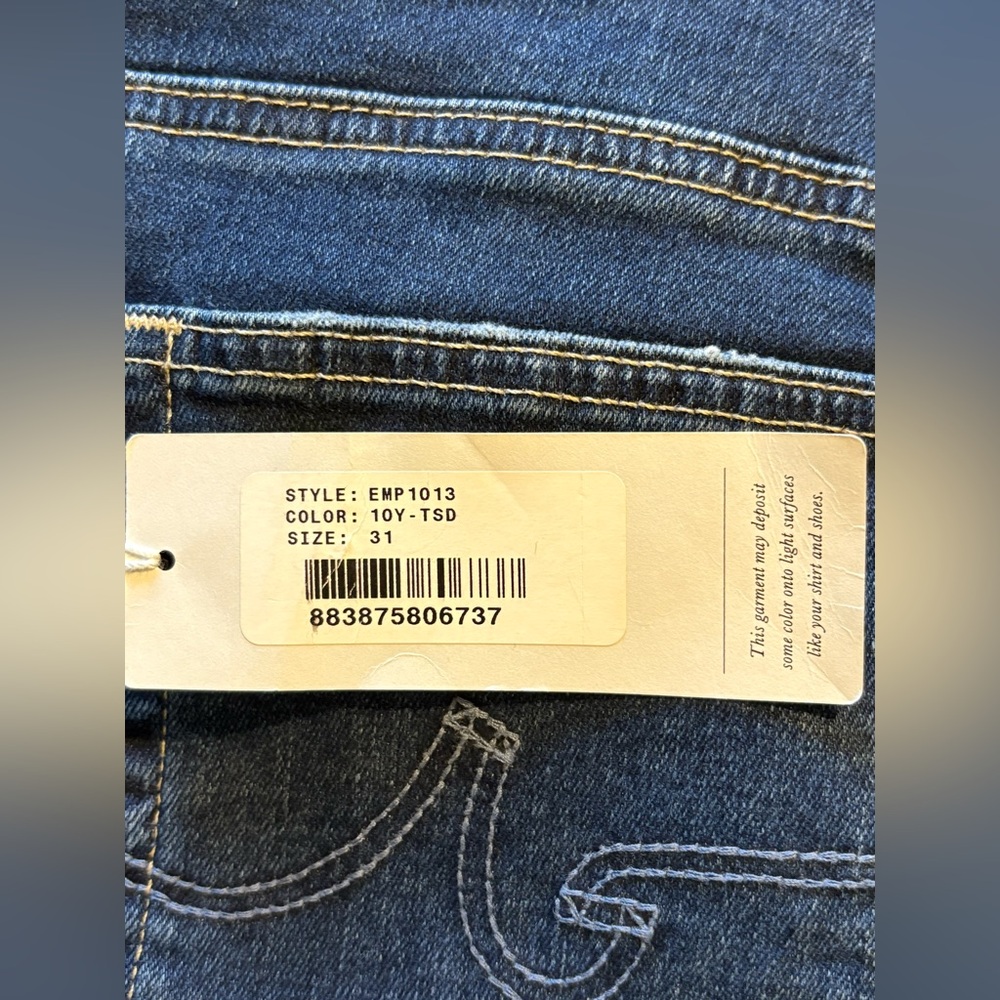 STYLE: EMP1013
COLOR: 10Y-TSD
SIZE: 31
883875806737
This garment may deposit
some color onto light surfaces
like your shirt and shoes.